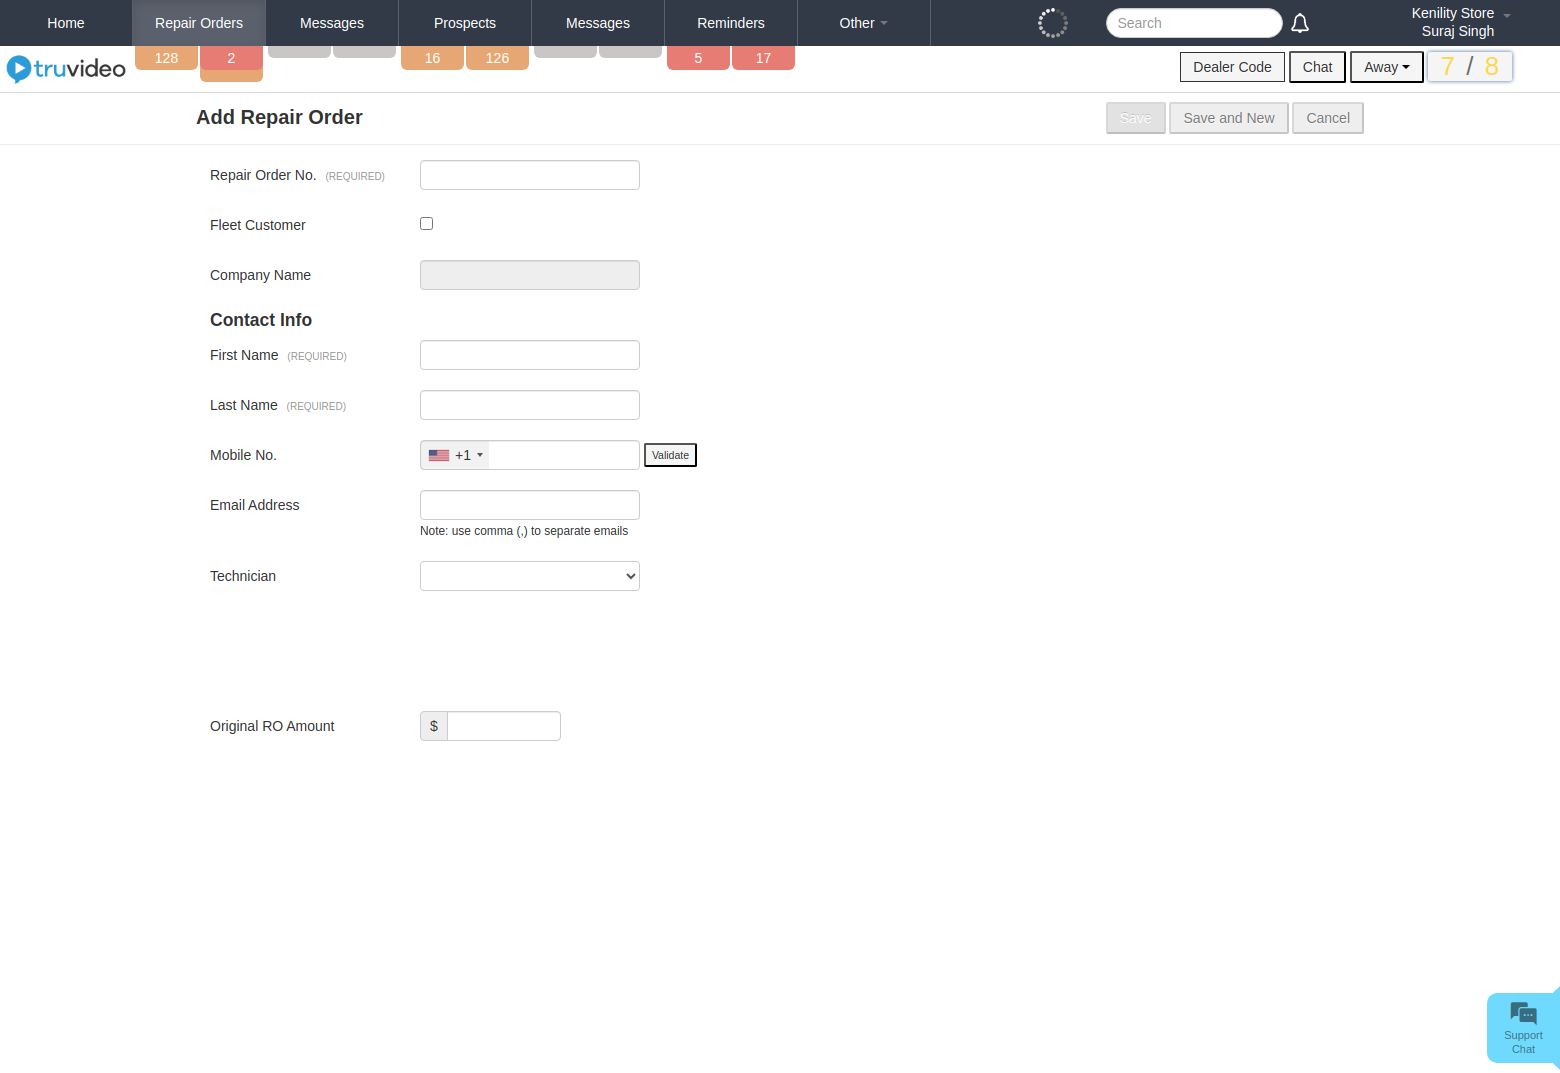 Home
Repair Orders
Messages
Prospects
Messages
Reminders
Other
Search
Kenility Store
Suraj Singh
truvideo
128
2
16
126
5
17
Dealer Code
Chat
Away
7 / 8
Add Repair Order
Save
Save and New
Cancel
Repair Order No. (REQUIRED)
Fleet Customer
Company Name
Contact Info
First Name (REQUIRED)
Last Name (REQUIRED)
Mobile No.
+1
Validate
Email Address
Note: use comma (,) to separate emails
Technician
Original RO Amount
$
Support
Chat